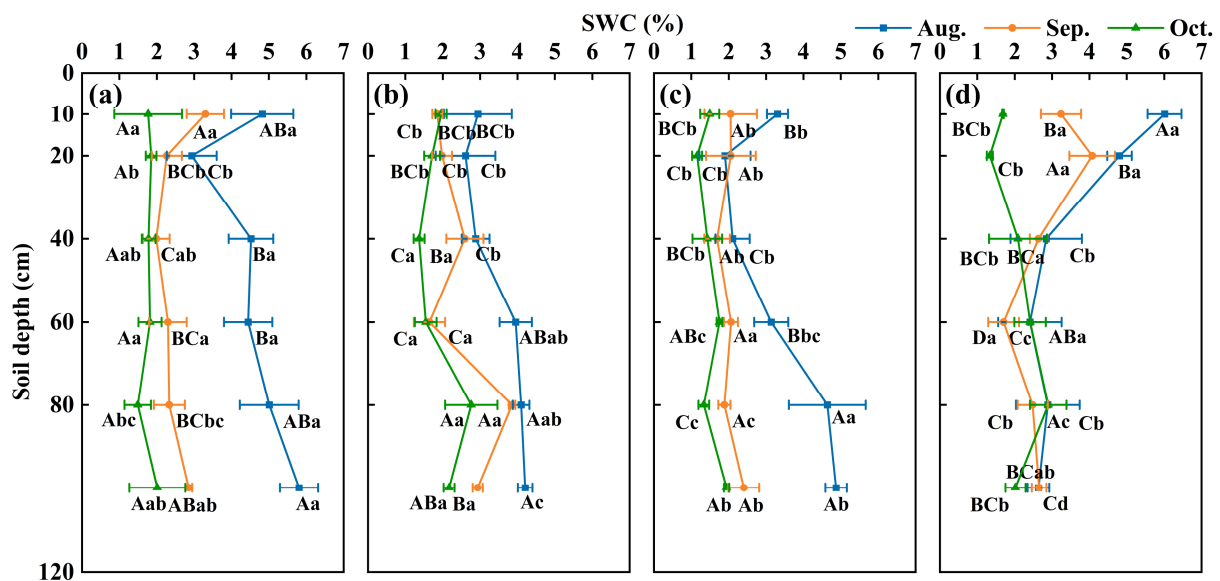 SWC (%)
Aug. Sep. Oct.
0 1 2 3 4 5 6 7 0 1 2 3 4 5 6 7 0 1 2 3 4 5 6 7 0 1 2 3 4 5 6 7
0
(a) (b) (c) (d)
10
Aa Aa ABa Cb BCb BCb BCb Ab Bb BCb Ba Aa
20
Ab BCb Cb BCb Cb Cb Cb Cb Ab Cb Aa Ba
40
Aab Cab Ba Ca Ba Cb BCb Ab Cb BCb BCa Cb
60
Aa BCa Ba Ca Ca ABab ABc Aa Bbc Da Cc ABa
80
Abc BCbc ABa Aa Aa Aab Cc Ac Aa Cb Ac Cb
BCab
Aab ABab Aa ABa Ba Ac Ab Ab Ab BCb Cd
120
Soil depth (cm)